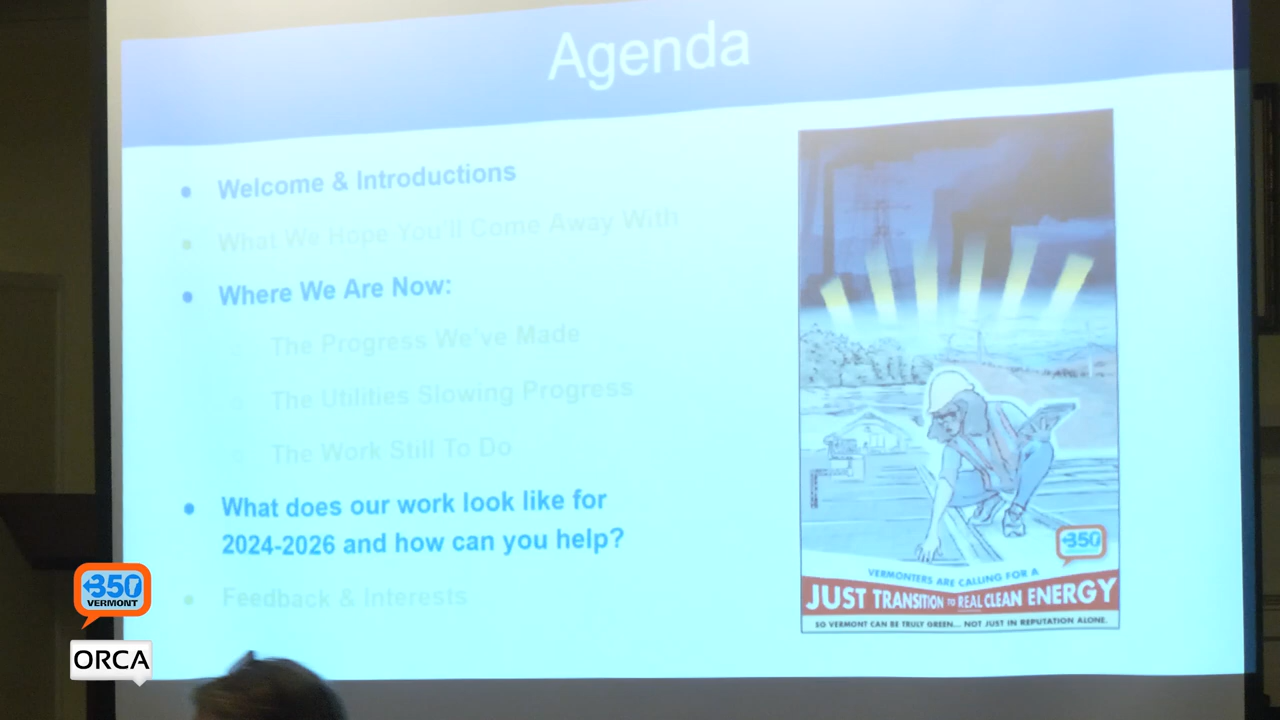 Agenda
Welcome & Introductions
What We Hope You'll Come Away With
Where We Are Now:
The Progress We've Made
The Utilities Slowing Progress
The Work Still To Do
What does our work look like for
2024-2026 and how can you help?
Feedback & Interests
350
VERMONTERS ARE CALLING FOR A
JUST TRANSITION TO REAL CLEAN ENERGY
SO VERMONT CAN BE TRULY GREEN... NOT JUST IN REPUTATION ALONE.
350
VERMONT
ORCA